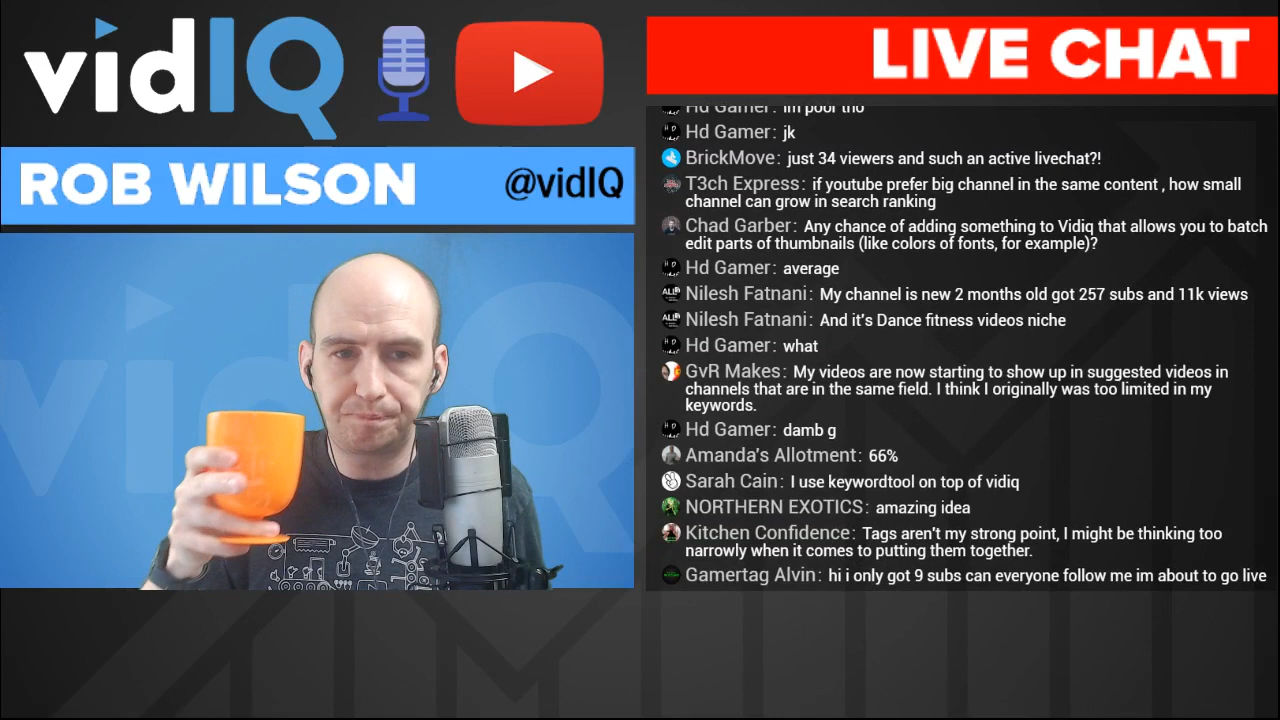 vidIQ
ROB WILSON
@vidIQ
LIVE CHAT
Hd Gamer: im poor tho
Hd Gamer: jk
BrickMove: just 34 viewers and such an active livechat?!
T3ch Express: if youtube prefer big channel in the same content , how small
channel can grow in search ranking
Chad Garber: Any chance of adding something to Vidiq that allows you to batch
edit parts of thumbnails (like colors of fonts, for example)?
Hd Gamer: average
Nilesh Fatnani: My channel is new 2 months old got 257 subs and 11k views
Nilesh Fatnani: And it's Dance fitness videos niche
Hd Gamer: what
GvR Makes: My videos are now starting to show up in suggested videos in
channels that are in the same field. I think I originally was too limited in my
keywords.
Hd Gamer: damb g
Amanda's Allotment: 66%
Sarah Cain: I use keywordtool on top of vidiq
NORTHERN EXOTICS: amazing idea
Kitchen Confidence: Tags aren't my strong point, I might be thinking too
narrowly when it comes to putting them together.
Gamertag Alvin: hi i only got 9 subs can everyone follow me im about to go live